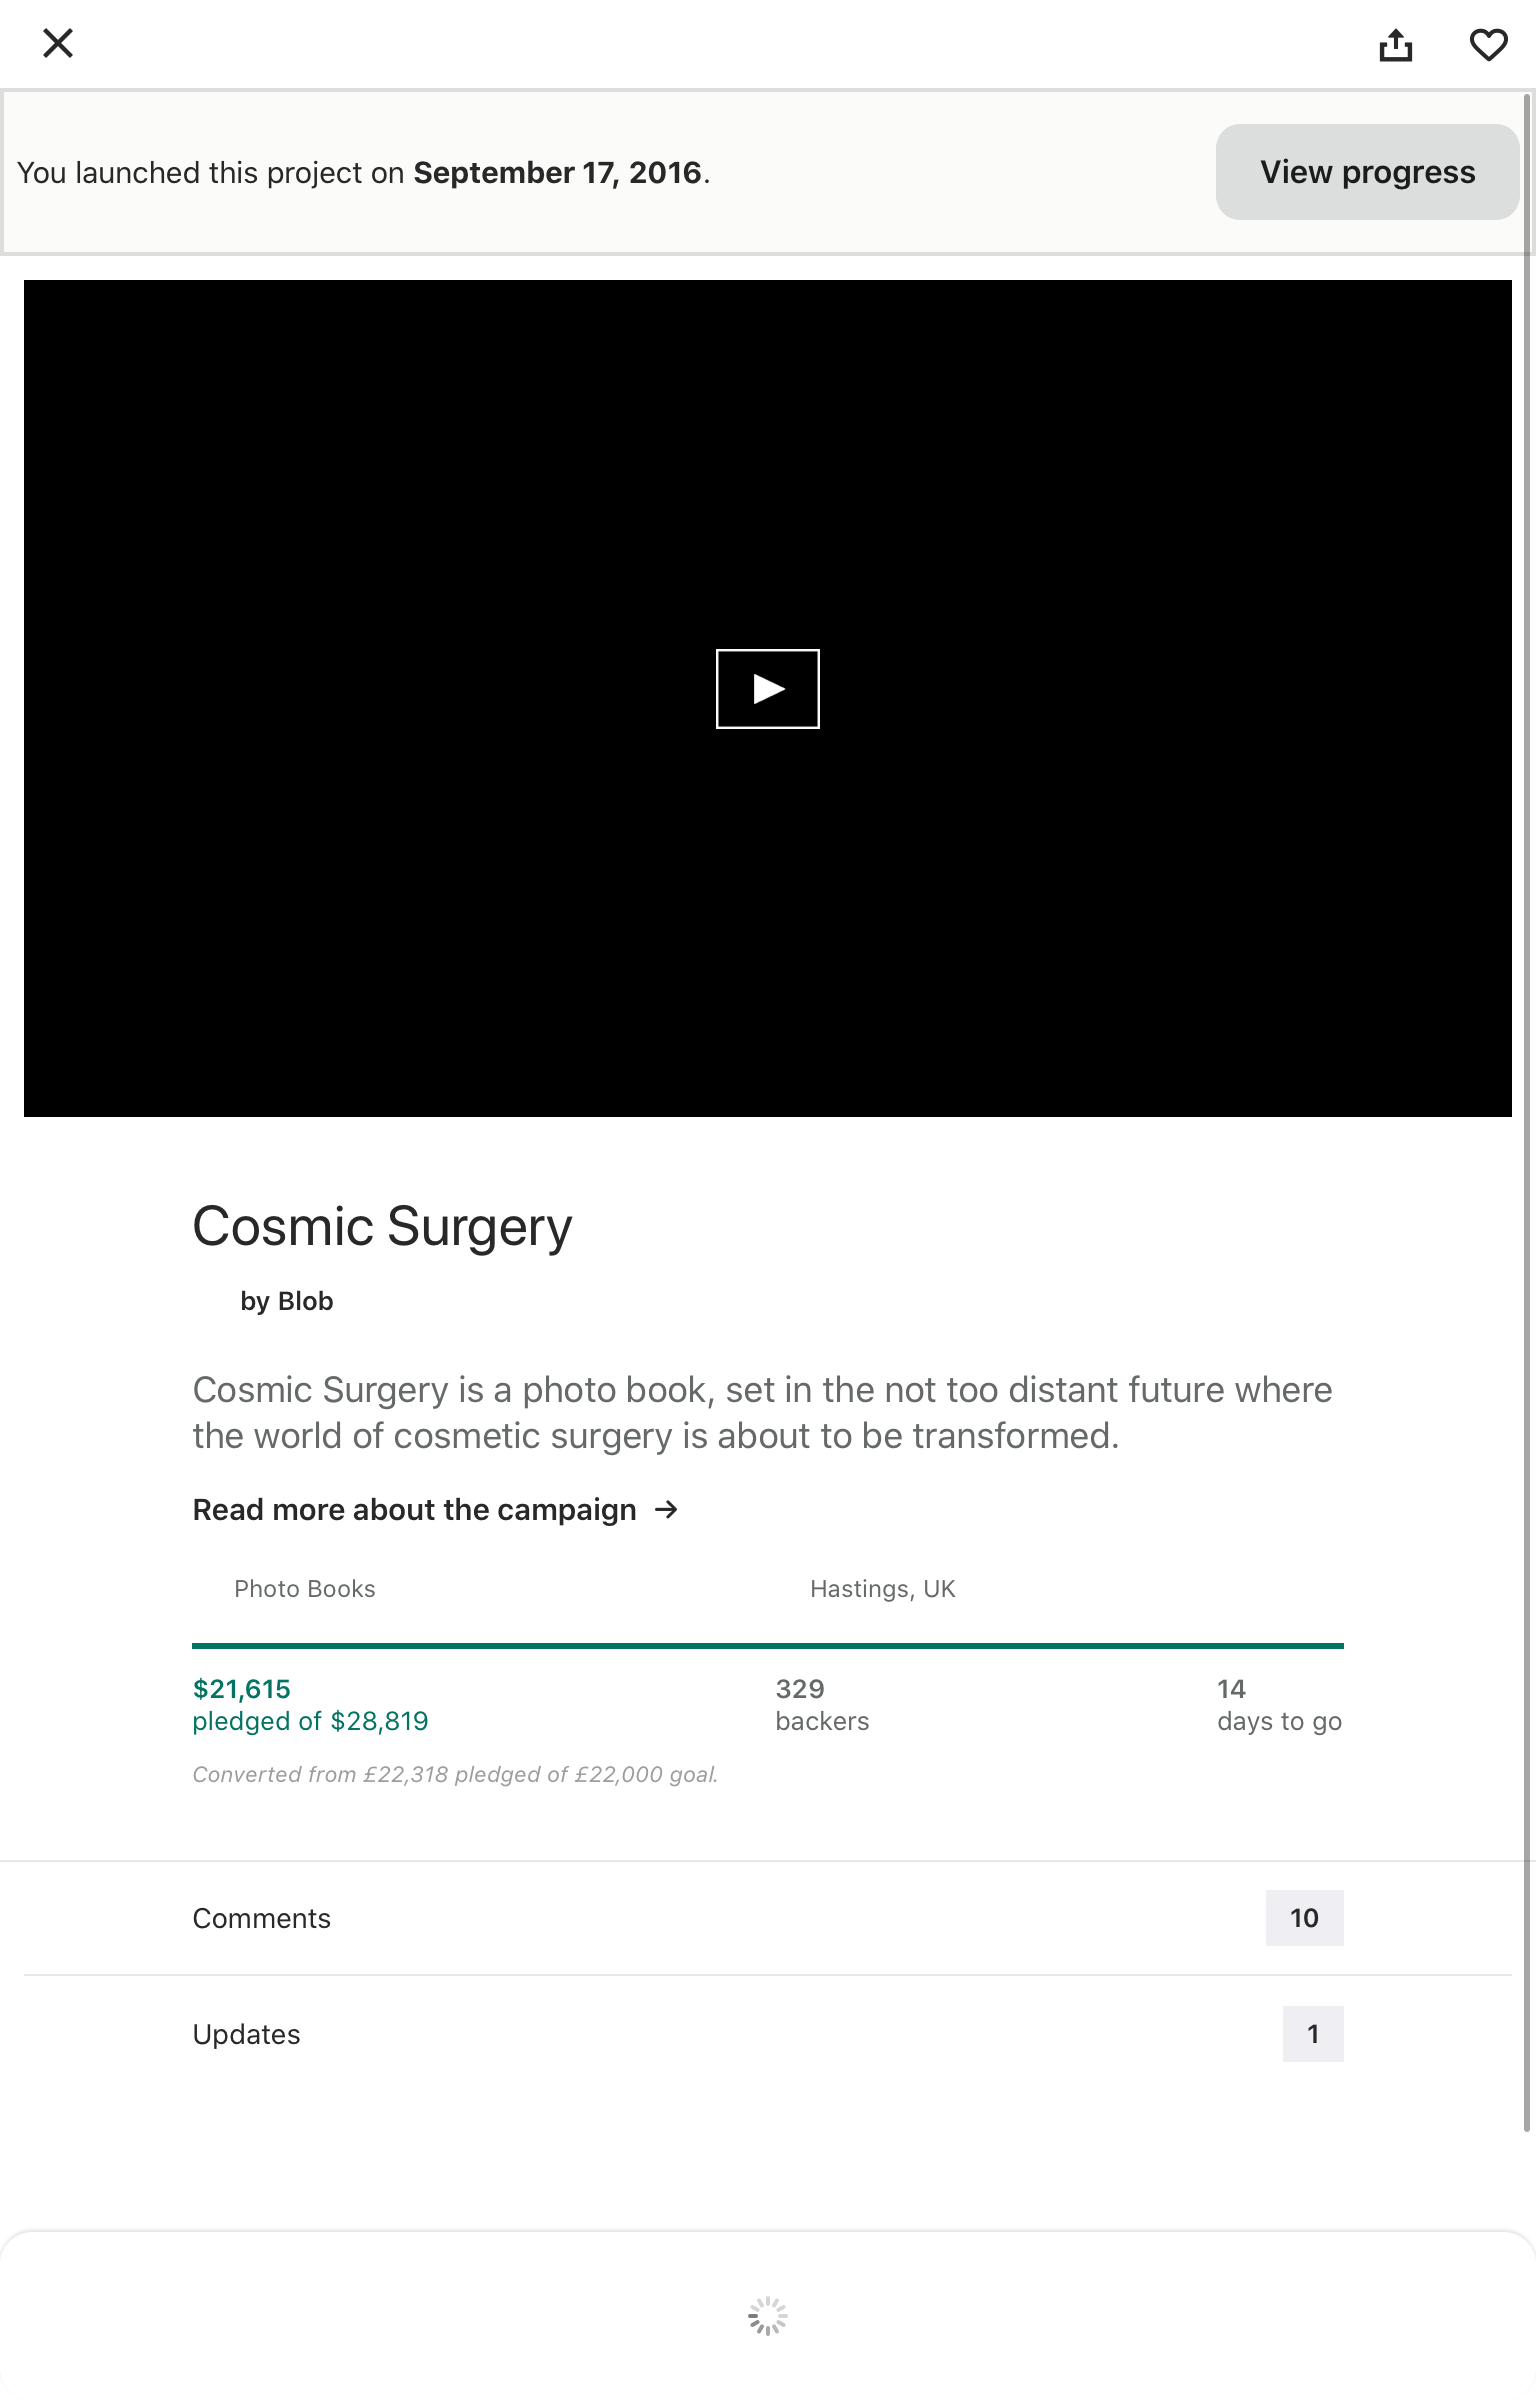 You launched this project on September 17, 2016.
View progress
Cosmic Surgery
by Blob
Cosmic Surgery is a photo book, set in the not too distant future where
the world of cosmetic surgery is about to be transformed.
Read more about the campaign →
Photo Books
Hastings, UK
$21,615
pledged of $28,819
329
backers
14
days to go
Converted from £22,318 pledged of £22,000 goal.
Comments
10
Updates
1